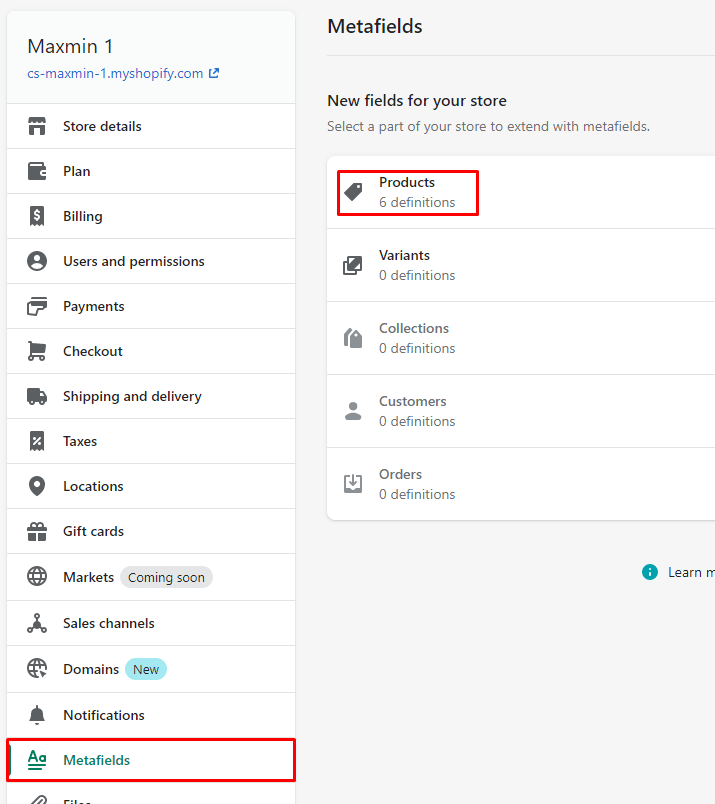 Maxmin 1
cs-maxmin-1.myshopify.com
Store details
Plan
Billing
Users and permissions
Payments
Checkout
Shipping and delivery
Taxes
Locations
Gift cards
Markets Coming soon
Sales channels
Domains New
Notifications
Metafields
Files
Metafields
New fields for your store
Select a part of your store to extend with metafields.
Products
6 definitions
Variants
0 definitions
Collections
0 definitions
Customers
0 definitions
Orders
0 definitions
Learn m